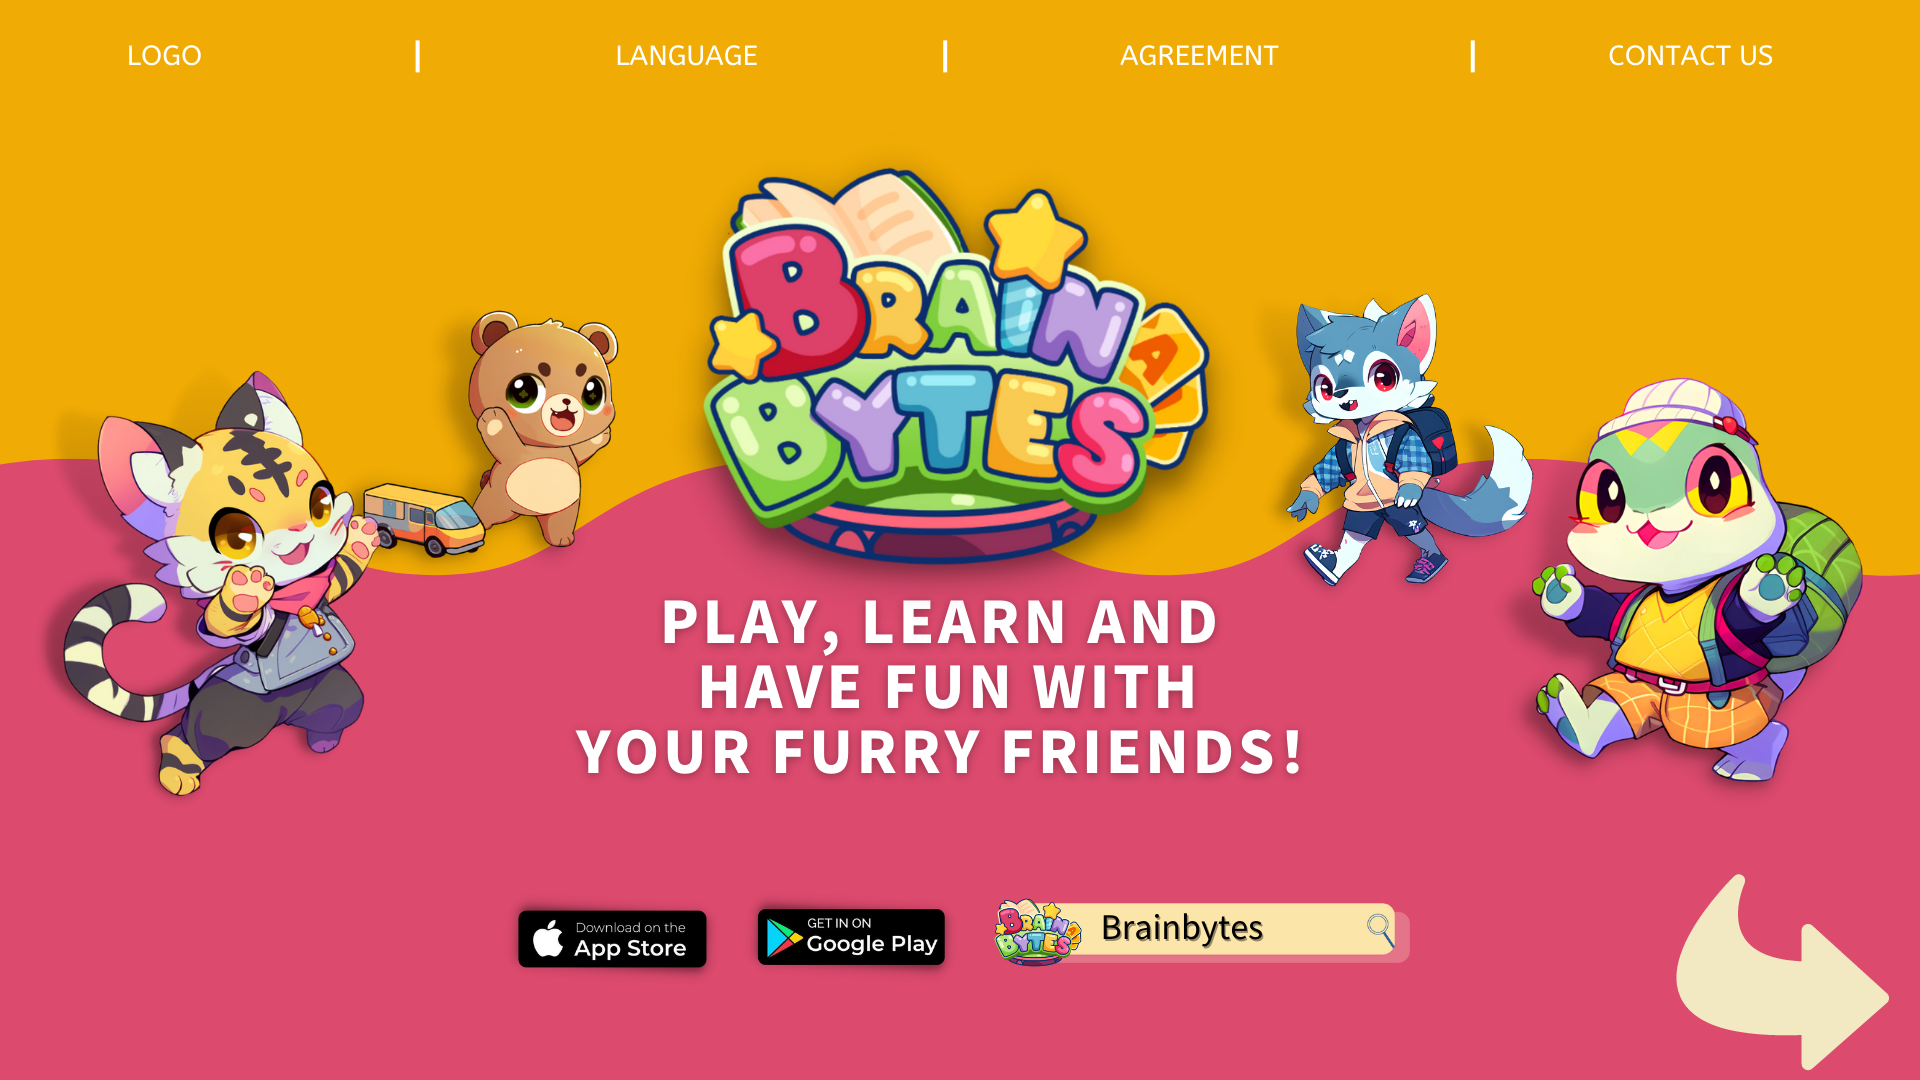 LOGO | LANGUAGE | AGREEMENT | CONTACT US
BRAIN
A
BYTES
PLAY, LEARN AND
HAVE FUN WITH
YOUR FURRY FRIENDS!
Download on the
App Store
GET IN ON
Google Play
BRAIN
BYTES
Brainbytes